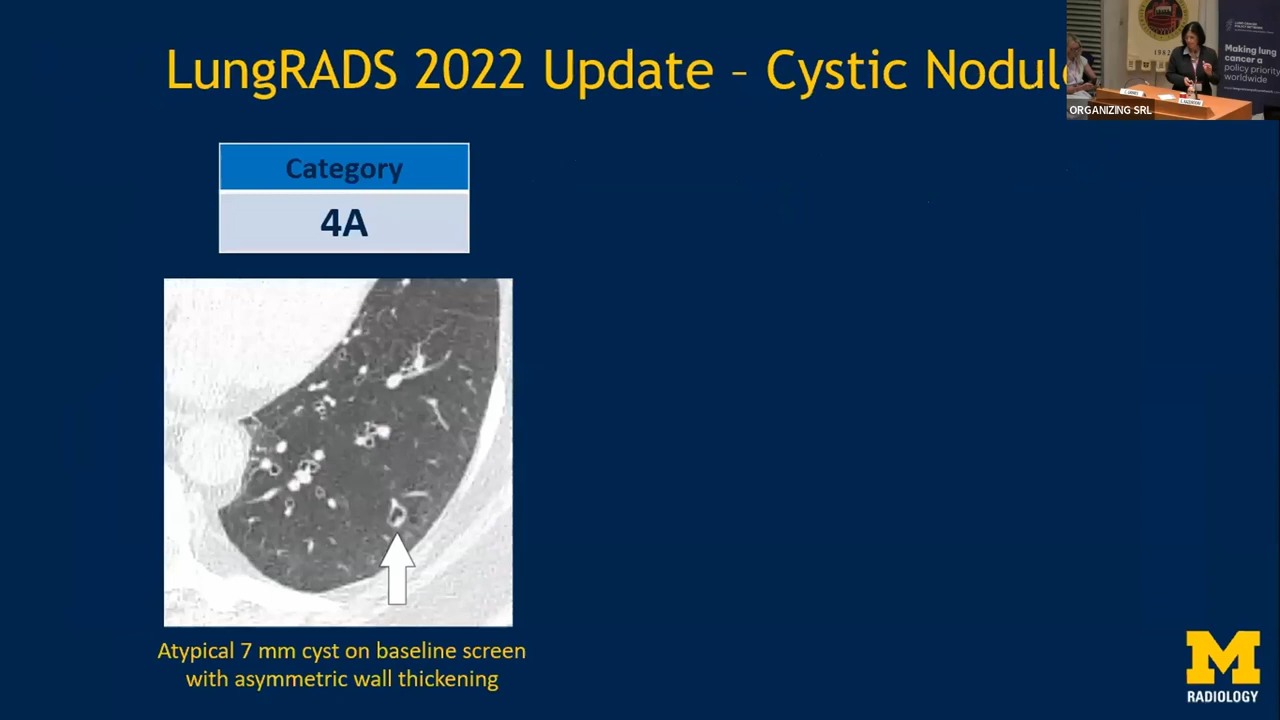 LungRADS 2022 Update – Cystic Nodule
Making lung
cancer a
policy priority
worldwide
ORGANIZING SRL
Category
4A
Atypical 7 mm cyst on baseline screen
with asymmetric wall thickening
M
RADIOLOGY